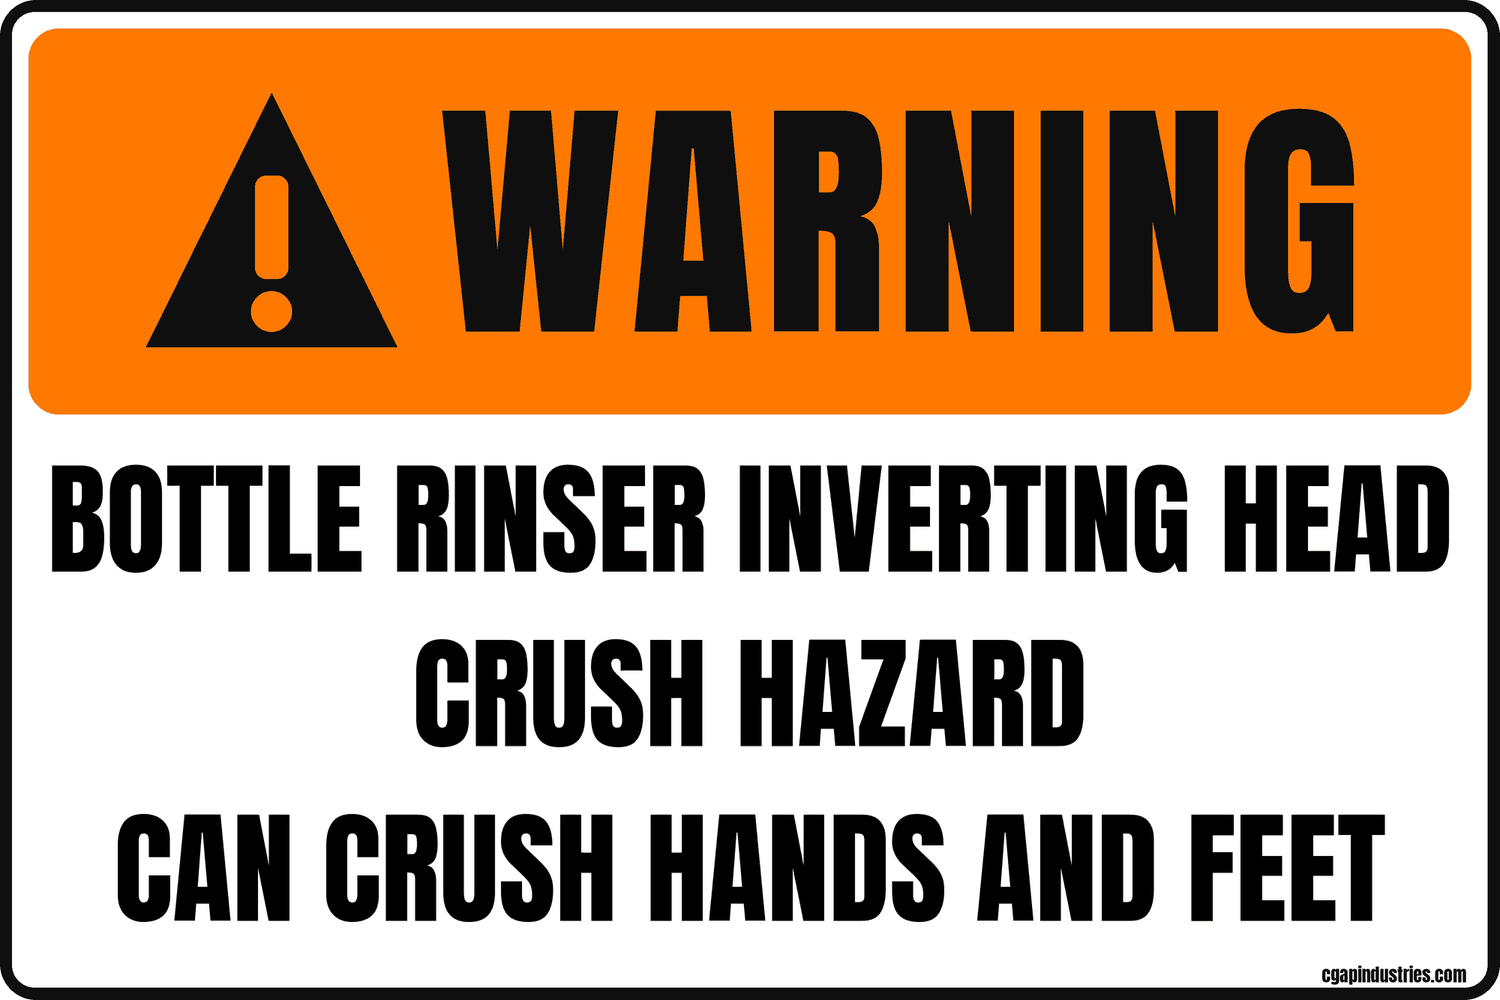 WARNING
BOTTLE RINSER INVERTING HEAD
CRUSH HAZARD
CAN CRUSH HANDS AND FEET
cgapindustries.com